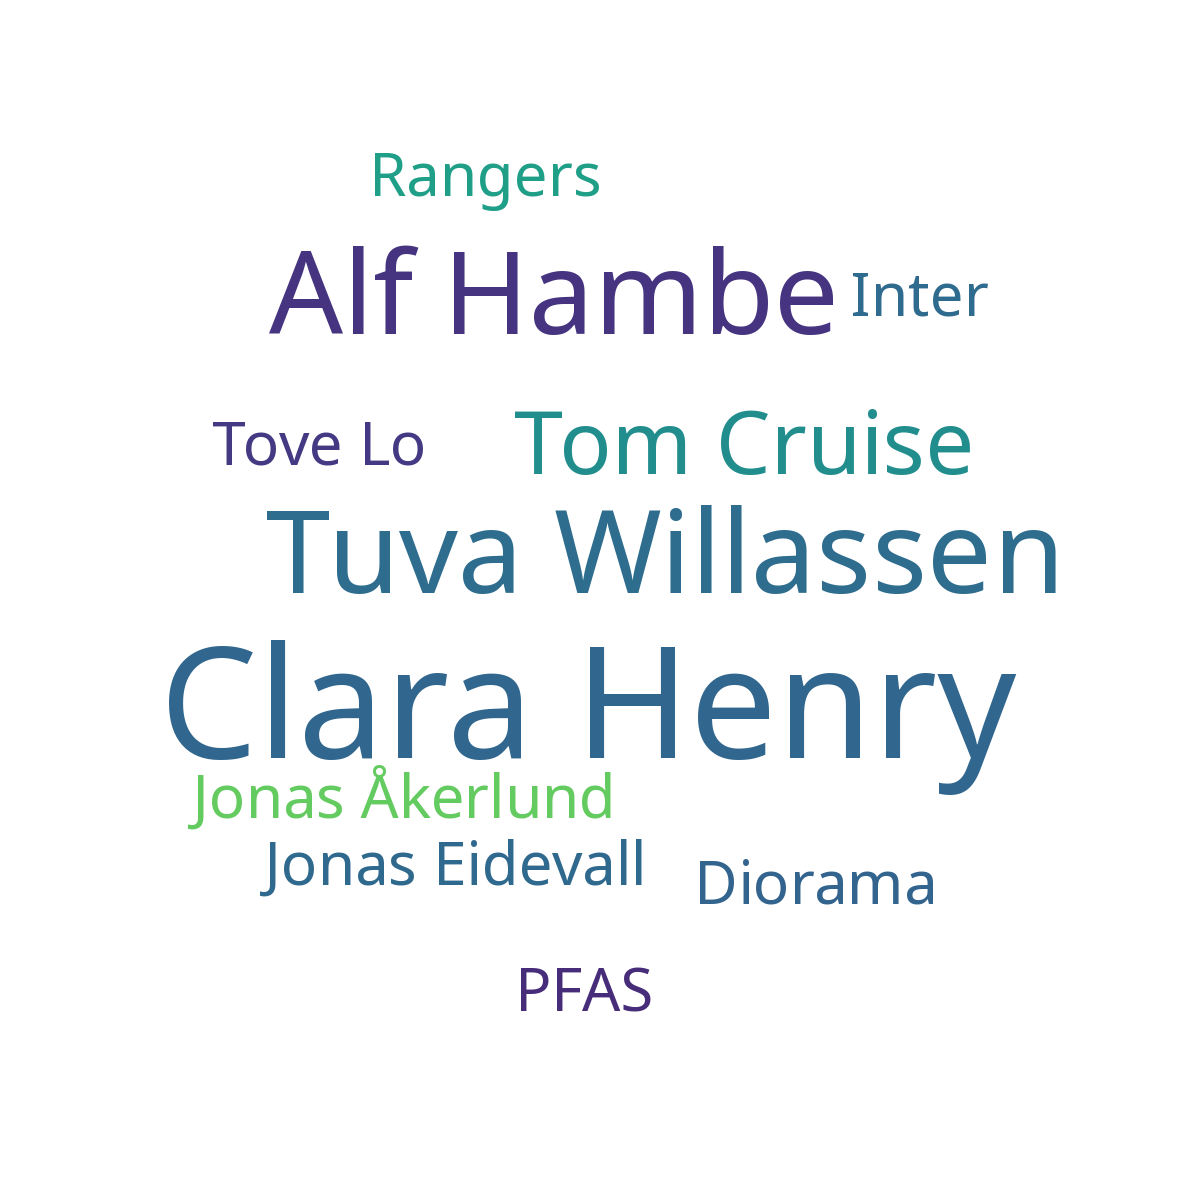 Rangers
Alf Hambe
Inter
Tove Lo
Tom Cruise
Tuva Willassen
Clara Henry
Jonas Åkerlund
Jonas Eidevall
Diorama
PFAS